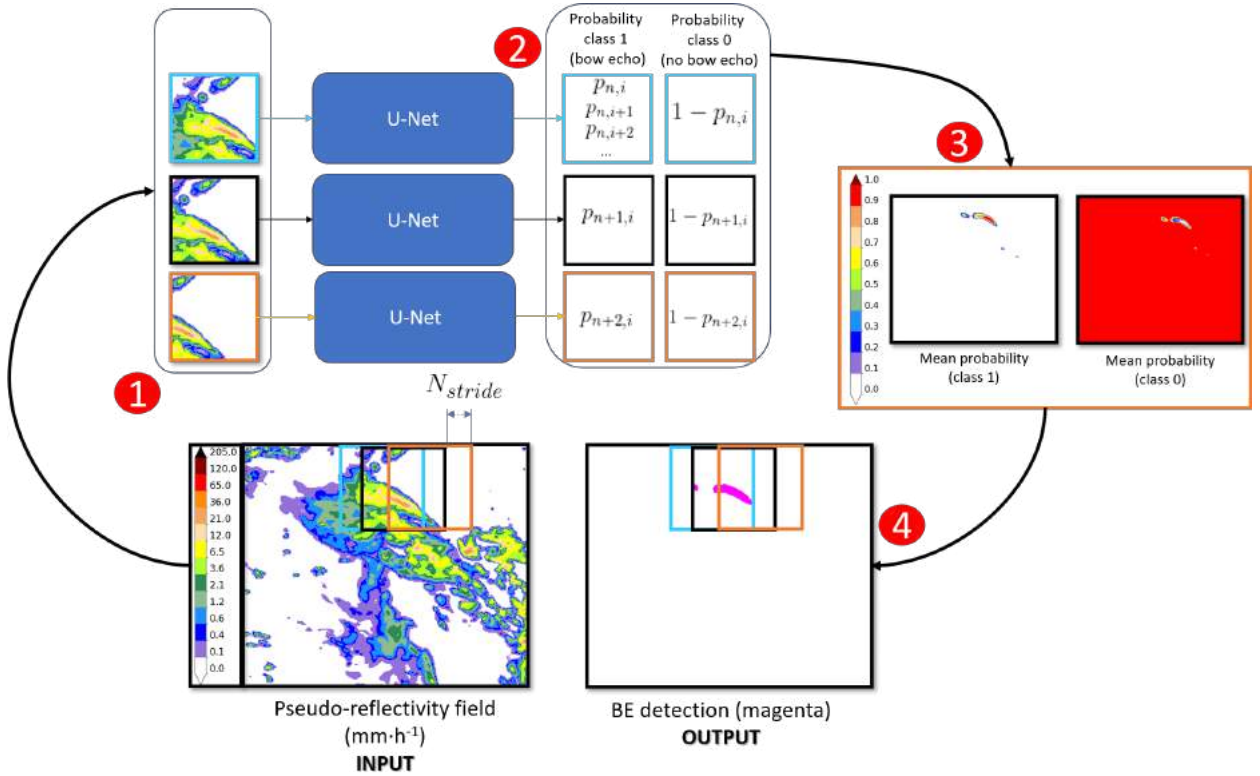 2
Probability
class 1
(bow echo)
Probability
class 0
(no bow echo)
U-Net
p_{n,i}
p_{n,i+1}
p_{n,i+2}
...
1 − p_{n,i}
U-Net
p_{n+1,i}
1 − p_{n+1,i}
U-Net
p_{n+2,i}
1 − p_{n+2,i}
3
1.0
0.9
0.8
0.7
0.6
0.5
0.4
0.3
0.2
0.1
0.0
Mean probability
(class 1)
Mean probability
(class 0)
1
N_{stride}
205.0
120.0
65.0
36.0
21.0
12.0
6.5
3.6
2.1
1.2
0.6
0.4
0.1
0.0
4
Pseudo-reflectivity field
(mm·h⁻¹)
INPUT
BE detection (magenta)
OUTPUT